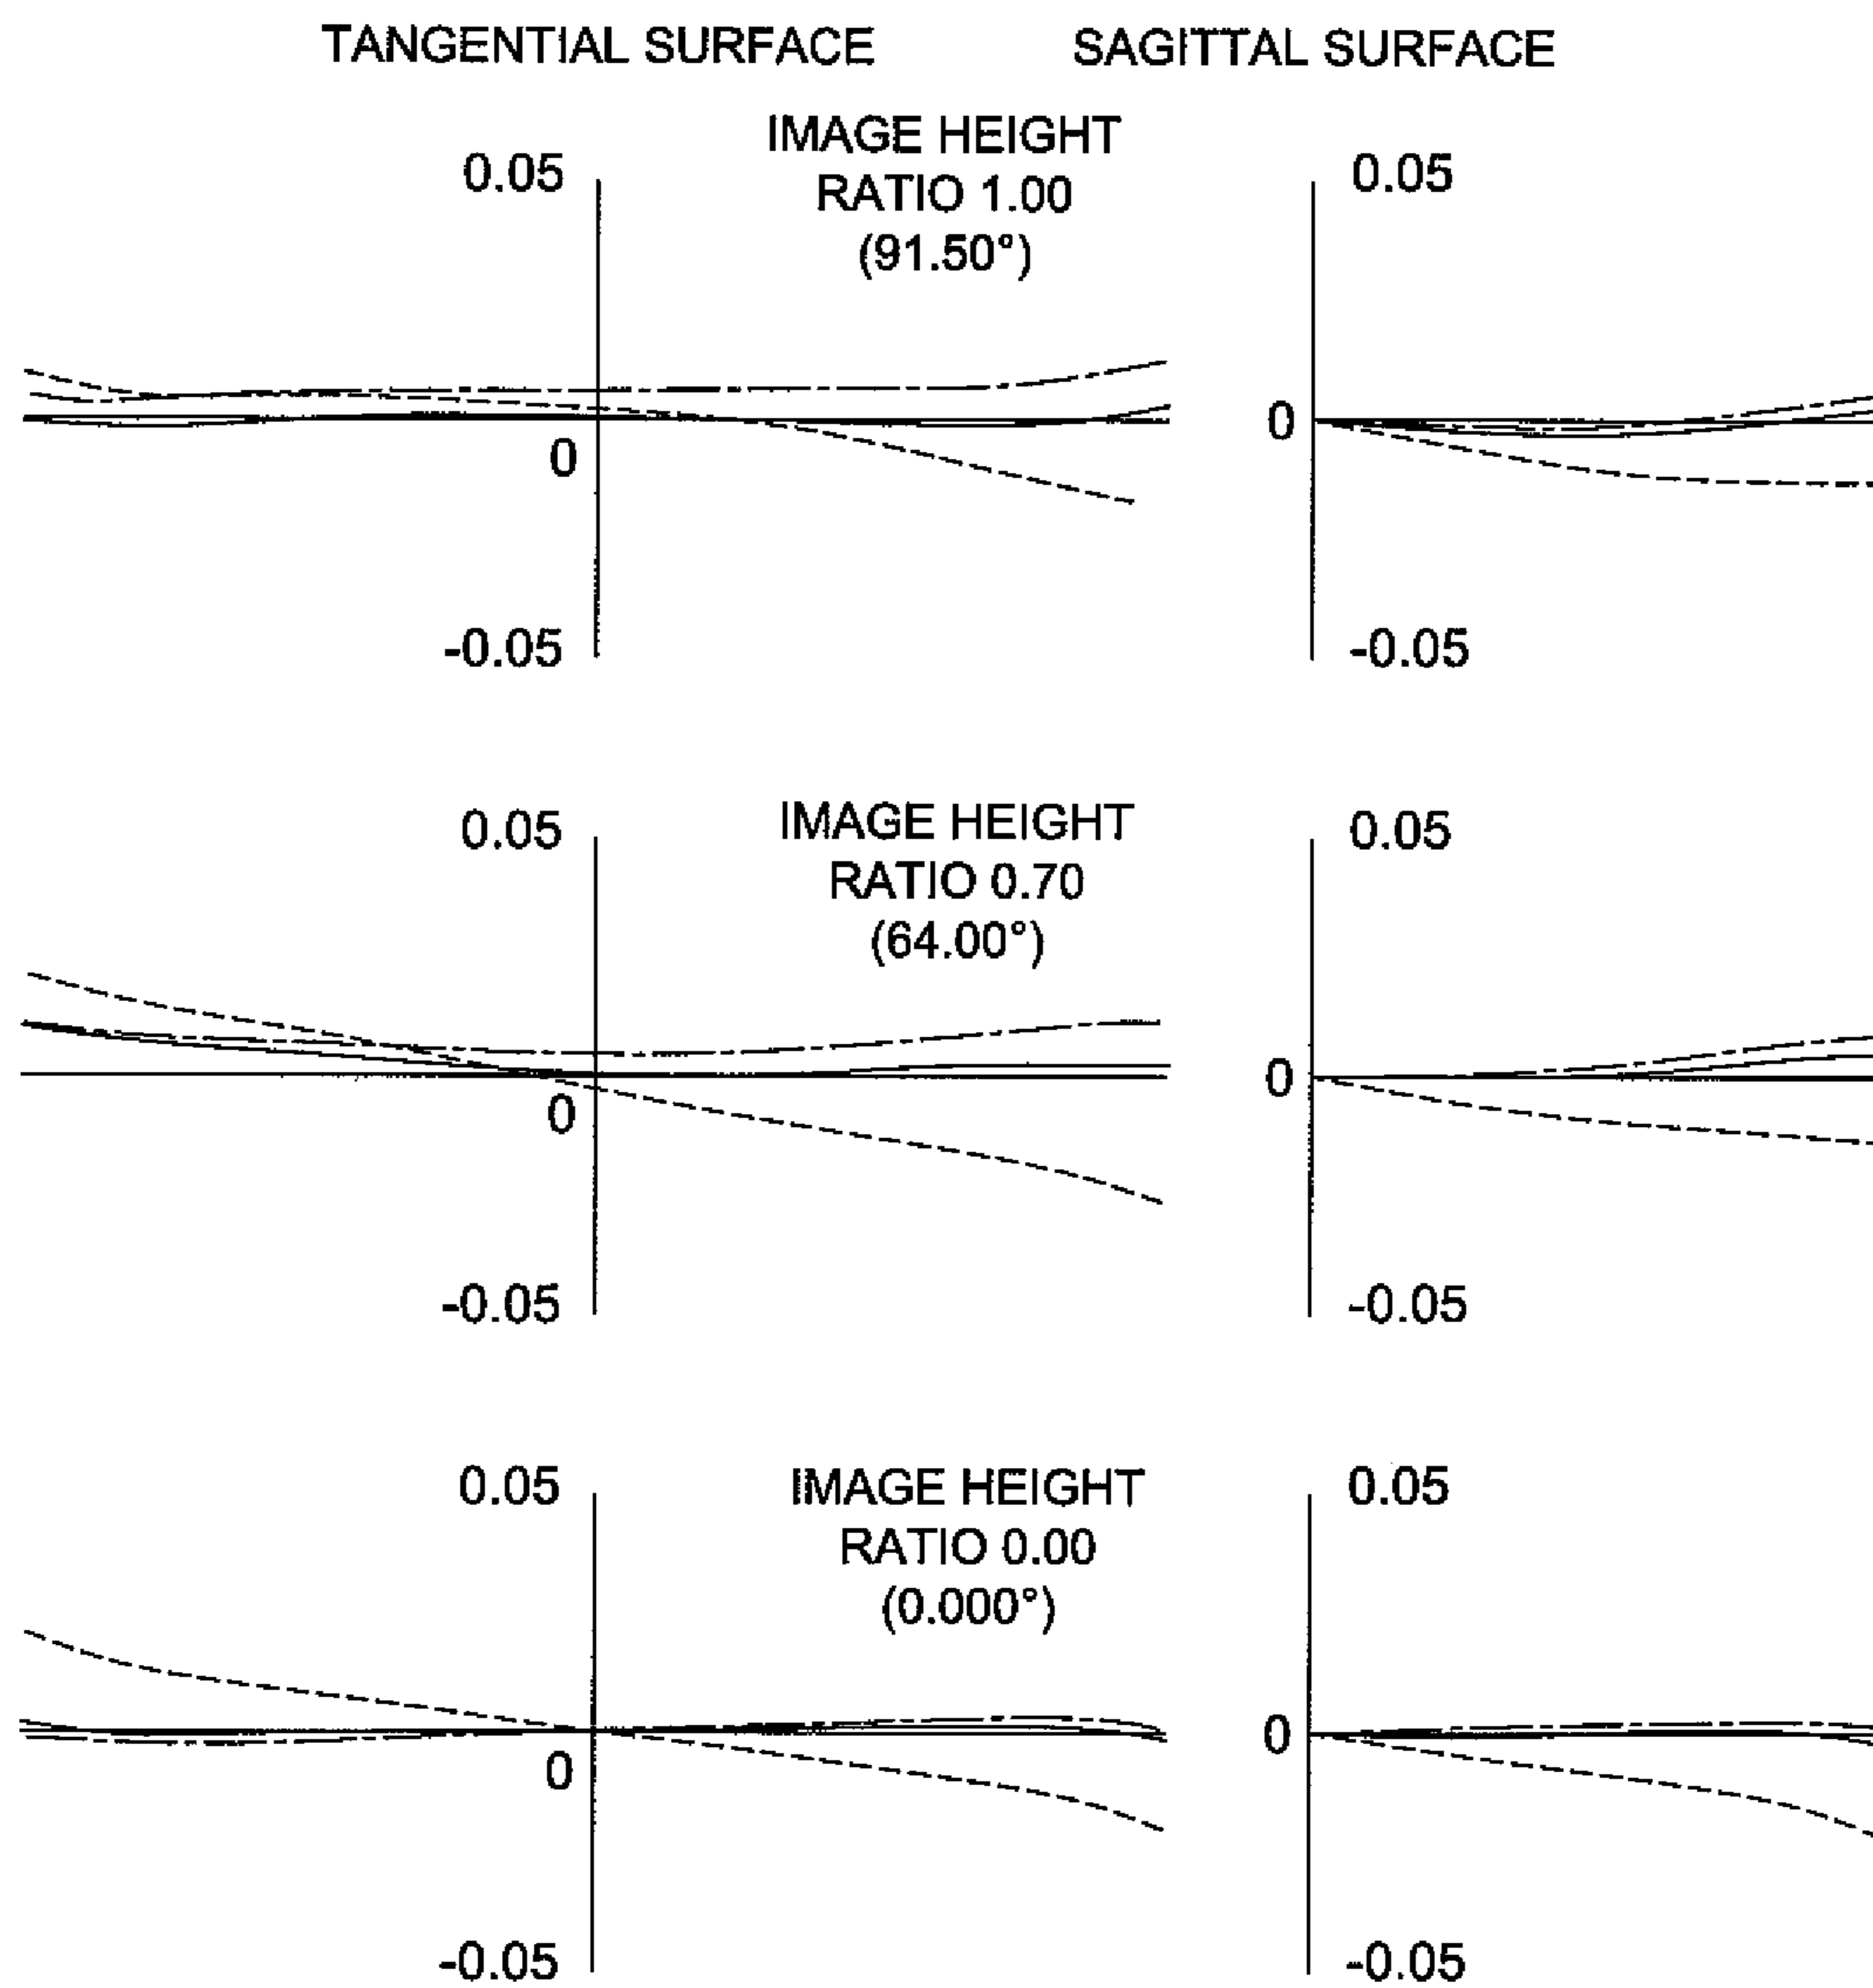 TANGENTIAL SURFACE SAGITTAL SURFACE
IMAGE HEIGHT
RATIO 1.00
(91.50°)
0.05 0.05
0 0
-0.05 -0.05
IMAGE HEIGHT
RATIO 0.70
(64.00°)
0.05 0.05
0 0
-0.05 -0.05
IMAGE HEIGHT
RATIO 0.00
(0.000°)
0.05 0.05
0 0
-0.05 -0.05